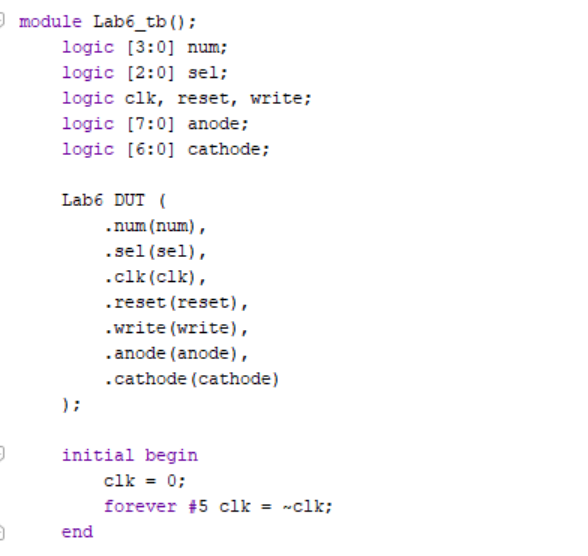 module Lab6_tb();
    logic [3:0] num;
    logic [2:0] sel;
    logic clk, reset, write;
    logic [7:0] anode;
    logic [6:0] cathode;

    Lab6 DUT (
        .num(num),
        .sel(sel),
        .clk(clk),
        .reset(reset),
        .write(write),
        .anode(anode),
        .cathode(cathode)
    );

    initial begin
        clk = 0;
        forever #5 clk = ~clk;
    end